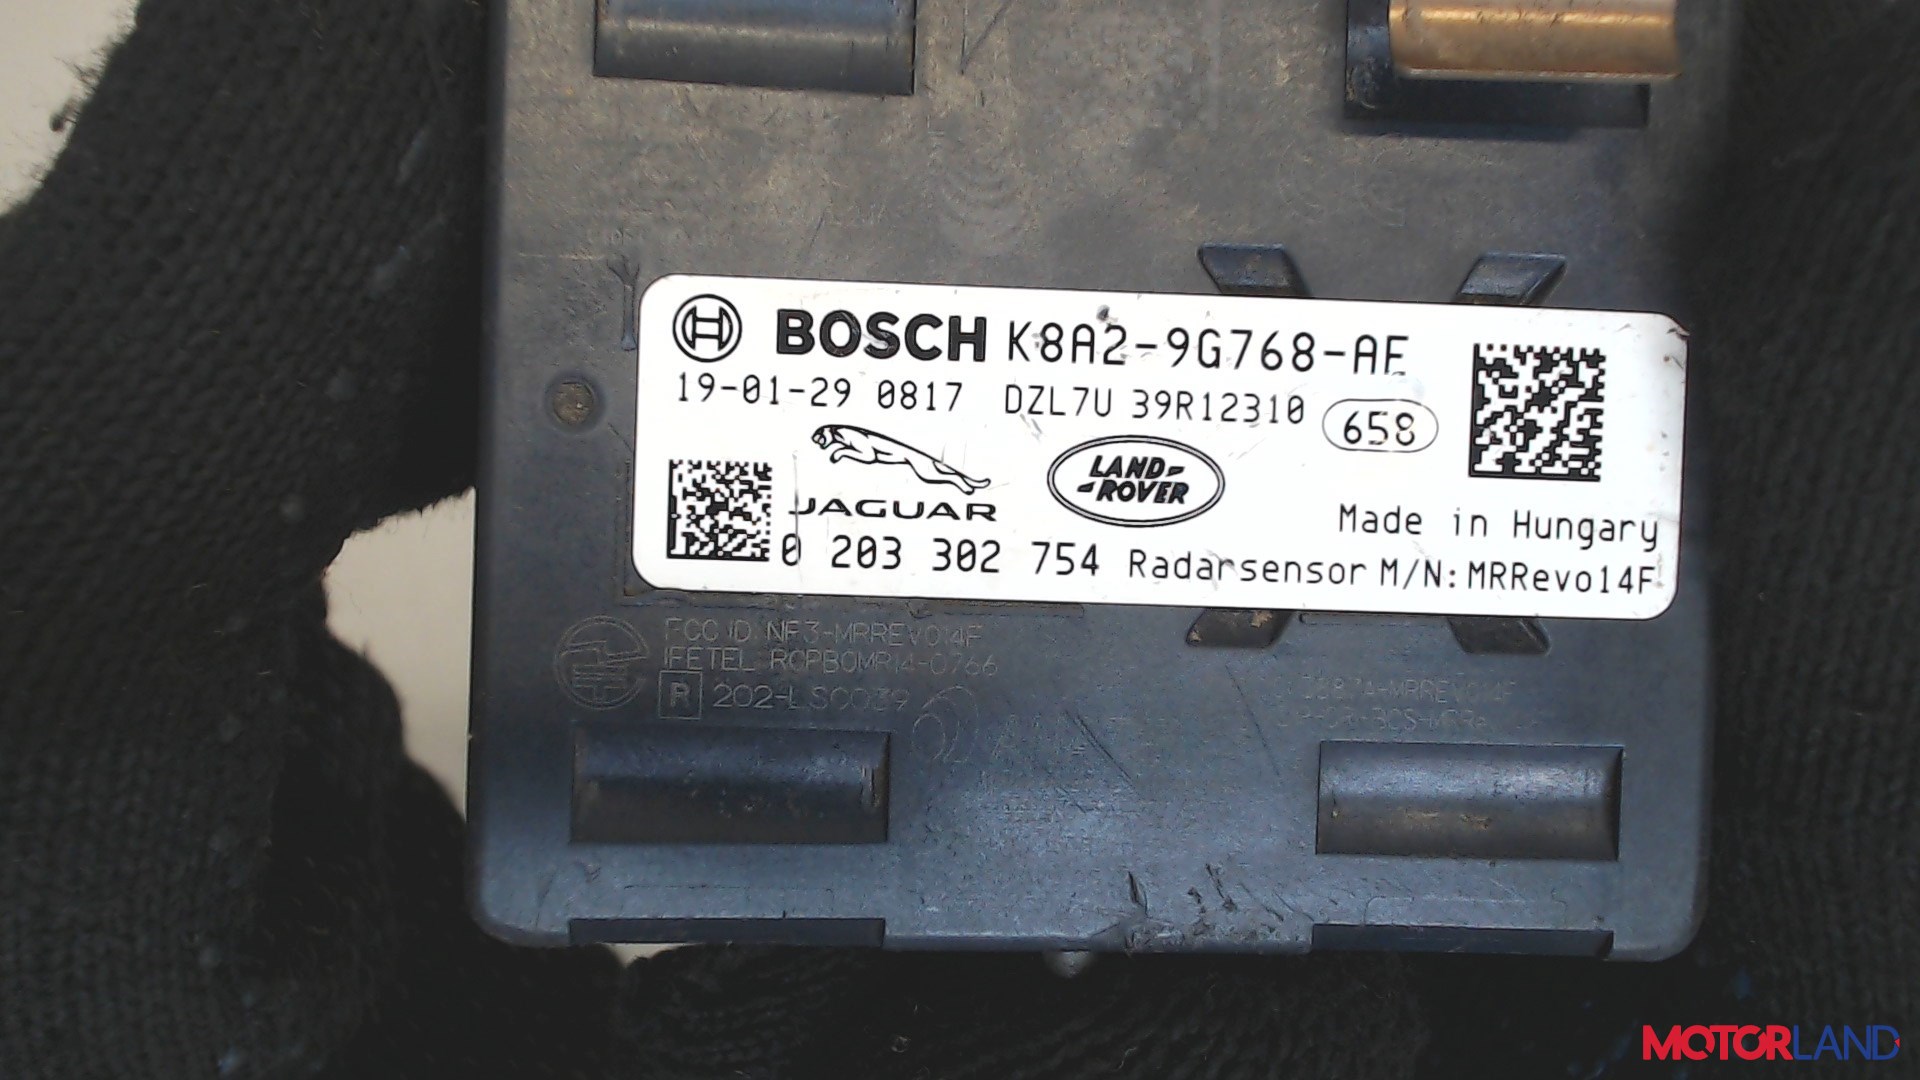 BOSCH K8A2-9G768-AE
19-01-29 0817 DZL7U 39R12310 658
JAGUAR
LAND-
-ROVER
Made in Hungary
0 203 302 754 Radarsensor M/N:MRRevo14F
FCC ID: NF3-MRREVO14F
IFETEL: RCPBOMR14-0766
R 202-LSC039
MOTORLAND